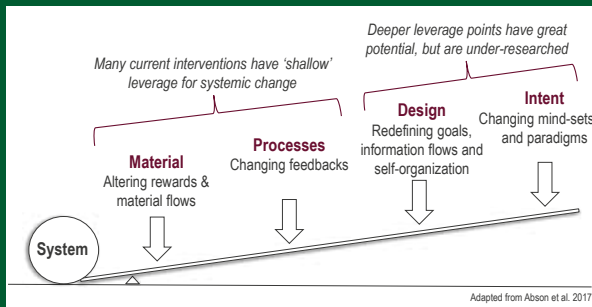 Deeper leverage points have great
potential, but are under-researched
Many current interventions have ‘shallow’
leverage for systemic change
Intent
Changing mind-sets
and paradigms
Design
Redefining goals,
information flows and
self-organization
Processes
Changing feedbacks
Material
Altering rewards &
material flows
System
Adapted from Abson et al. 2017